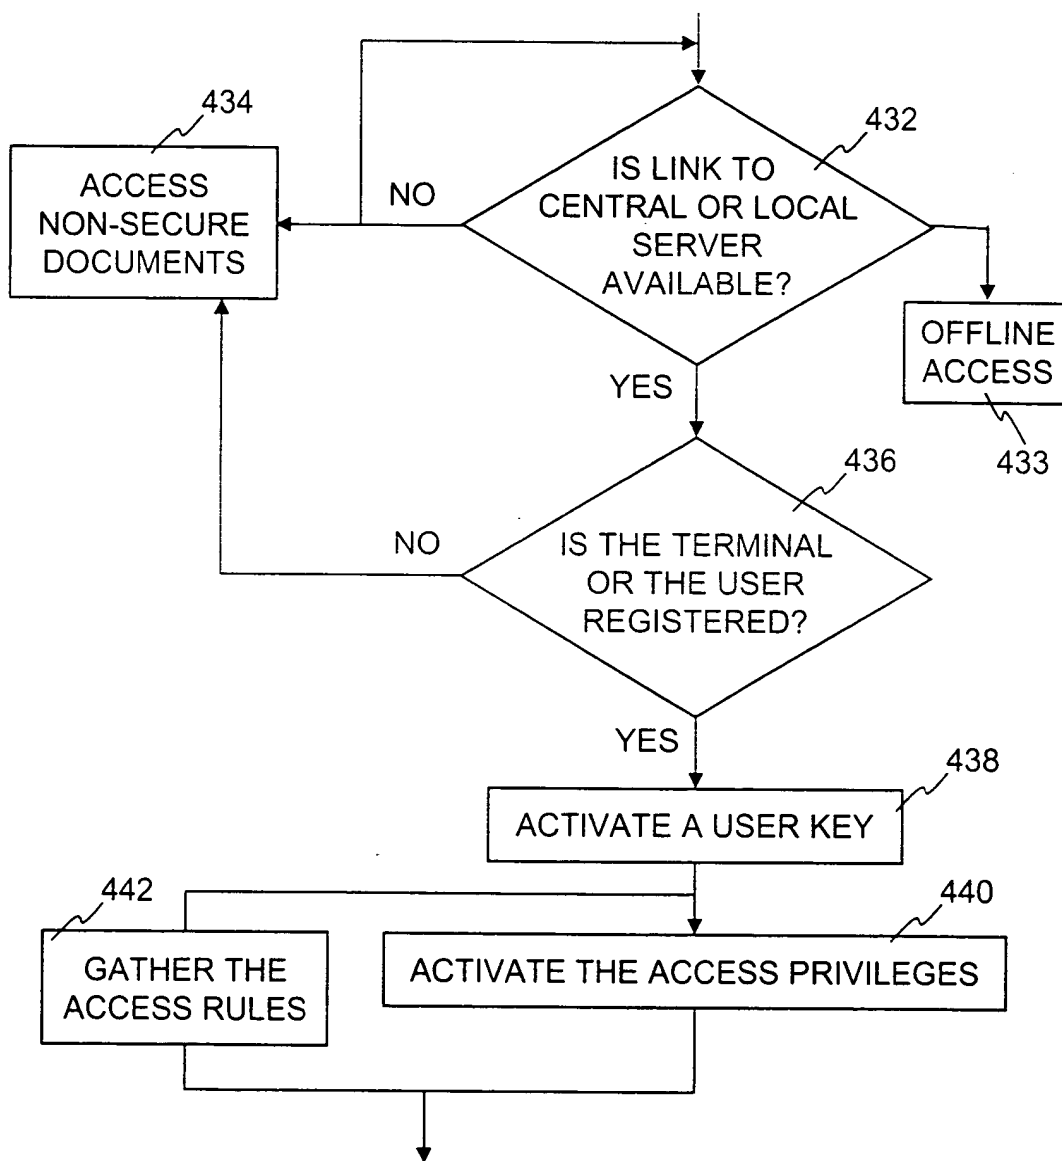 434
432
ACCESS
NON-SECURE
DOCUMENTS
NO
IS LINK TO
CENTRAL OR LOCAL
SERVER
AVAILABLE?
OFFLINE
ACCESS
433
YES
436
NO
IS THE TERMINAL
OR THE USER
REGISTERED?
YES
438
ACTIVATE A USER KEY
442
440
GATHER THE
ACCESS RULES
ACTIVATE THE ACCESS PRIVILEGES